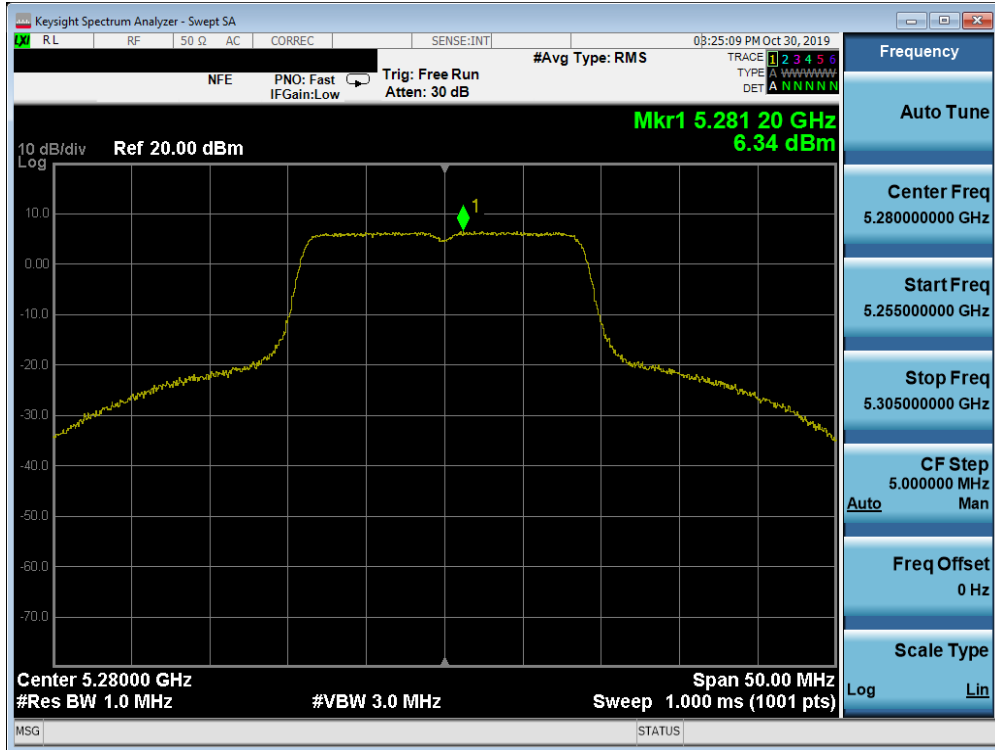 Keysight Spectrum Analyzer - Swept SA
LXI RL RF 50 Ω AC CORREC SENSE:INT 03:25:09 PM Oct 30, 2019
#Avg Type: RMS TRACE 1 2 3 4 5 6
NFE PNO: Fast Trig: Free Run TYPE A WWWWW
IFGain:Low Atten: 30 dB DET A N N N N N
Mkr1 5.281 20 GHz
10 dB/div Ref 20.00 dBm 6.34 dBm
Log
1
10.0
0.00
-10.0
-20.0
-30.0
-40.0
-50.0
-60.0
-70.0
Center 5.28000 GHz Span 50.00 MHz
#Res BW 1.0 MHz #VBW 3.0 MHz Sweep 1.000 ms (1001 pts)
MSG STATUS
Frequency
Auto Tune
Center Freq
5.280000000 GHz
Start Freq
5.255000000 GHz
Stop Freq
5.305000000 GHz
CF Step
5.000000 MHz
Auto Man
Freq Offset
0 Hz
Scale Type
Log Lin